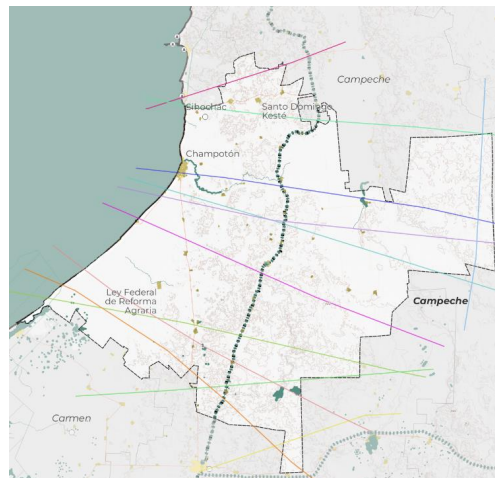 Campeche
Sihochac
Santo Domingo
Kesté
Champotón
Ley Federal
de Reforma
Agraria
Campeche
Carmen